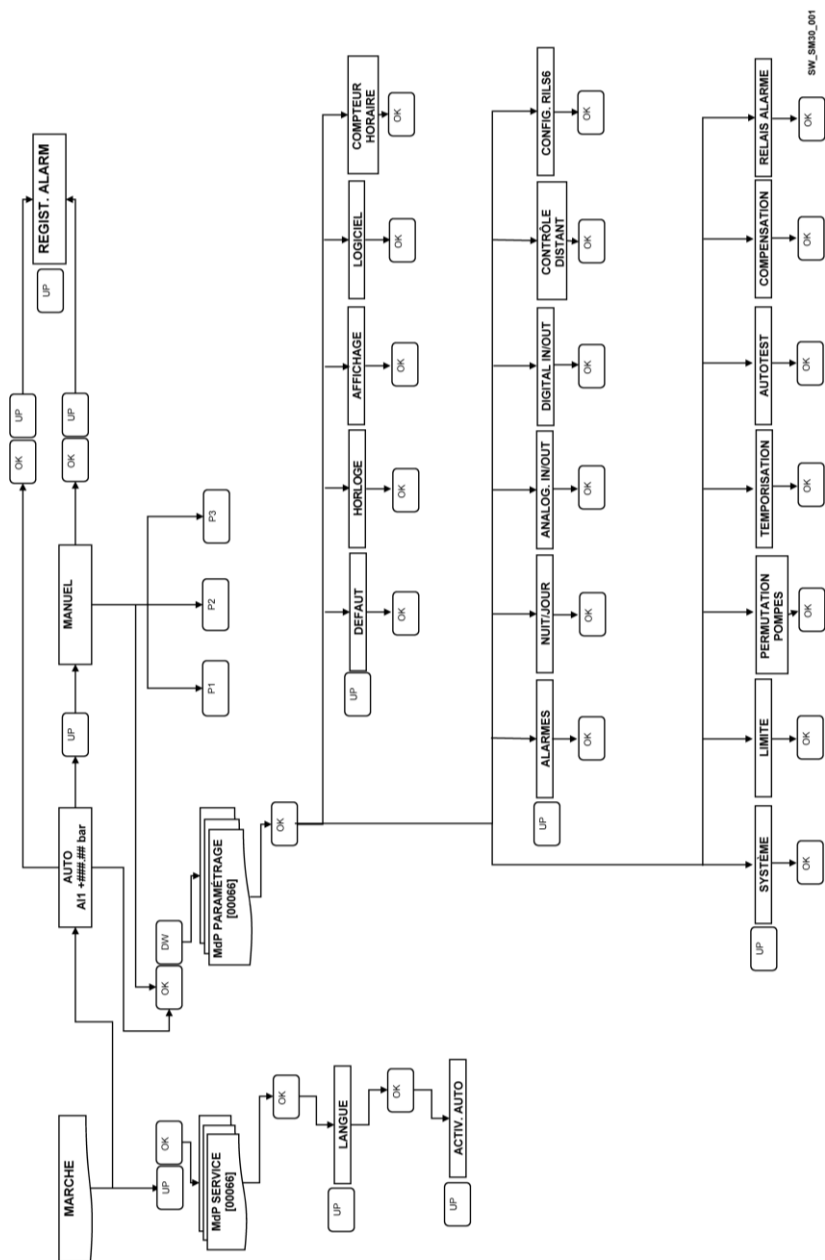 MARCHE
UP
OK
MdP SERVICE
[00066]
OK
UP
LANGUE
OK
UP
ACTIV. AUTO
AUTO
AI1 +###.## bar
UP
MANUEL
OK
UP
OK
UP
UP
REGIST. ALARM
P1
P2
P3
OK
DW
MdP PARAMÉTRAGE
[00066]
OK
UP
DEFAUT
HORLOGE
AFFICHAGE
LOGICIEL
COMPTEUR
HORAIRE
OK
OK
OK
OK
OK
UP
ALARMES
NUIT/JOUR
ANALOG. IN/OUT
DIGITAL IN/OUT
CONTRÔLE
DISTANT
CONFIG. RILS6
OK
OK
OK
OK
OK
OK
UP
SYSTÈME
LIMITE
PERMUTATION
POMPES
TEMPORISATION
AUTOTEST
COMPENSATION
RELAIS ALARME
OK
OK
OK
OK
OK
OK
OK
SW_SM30_001